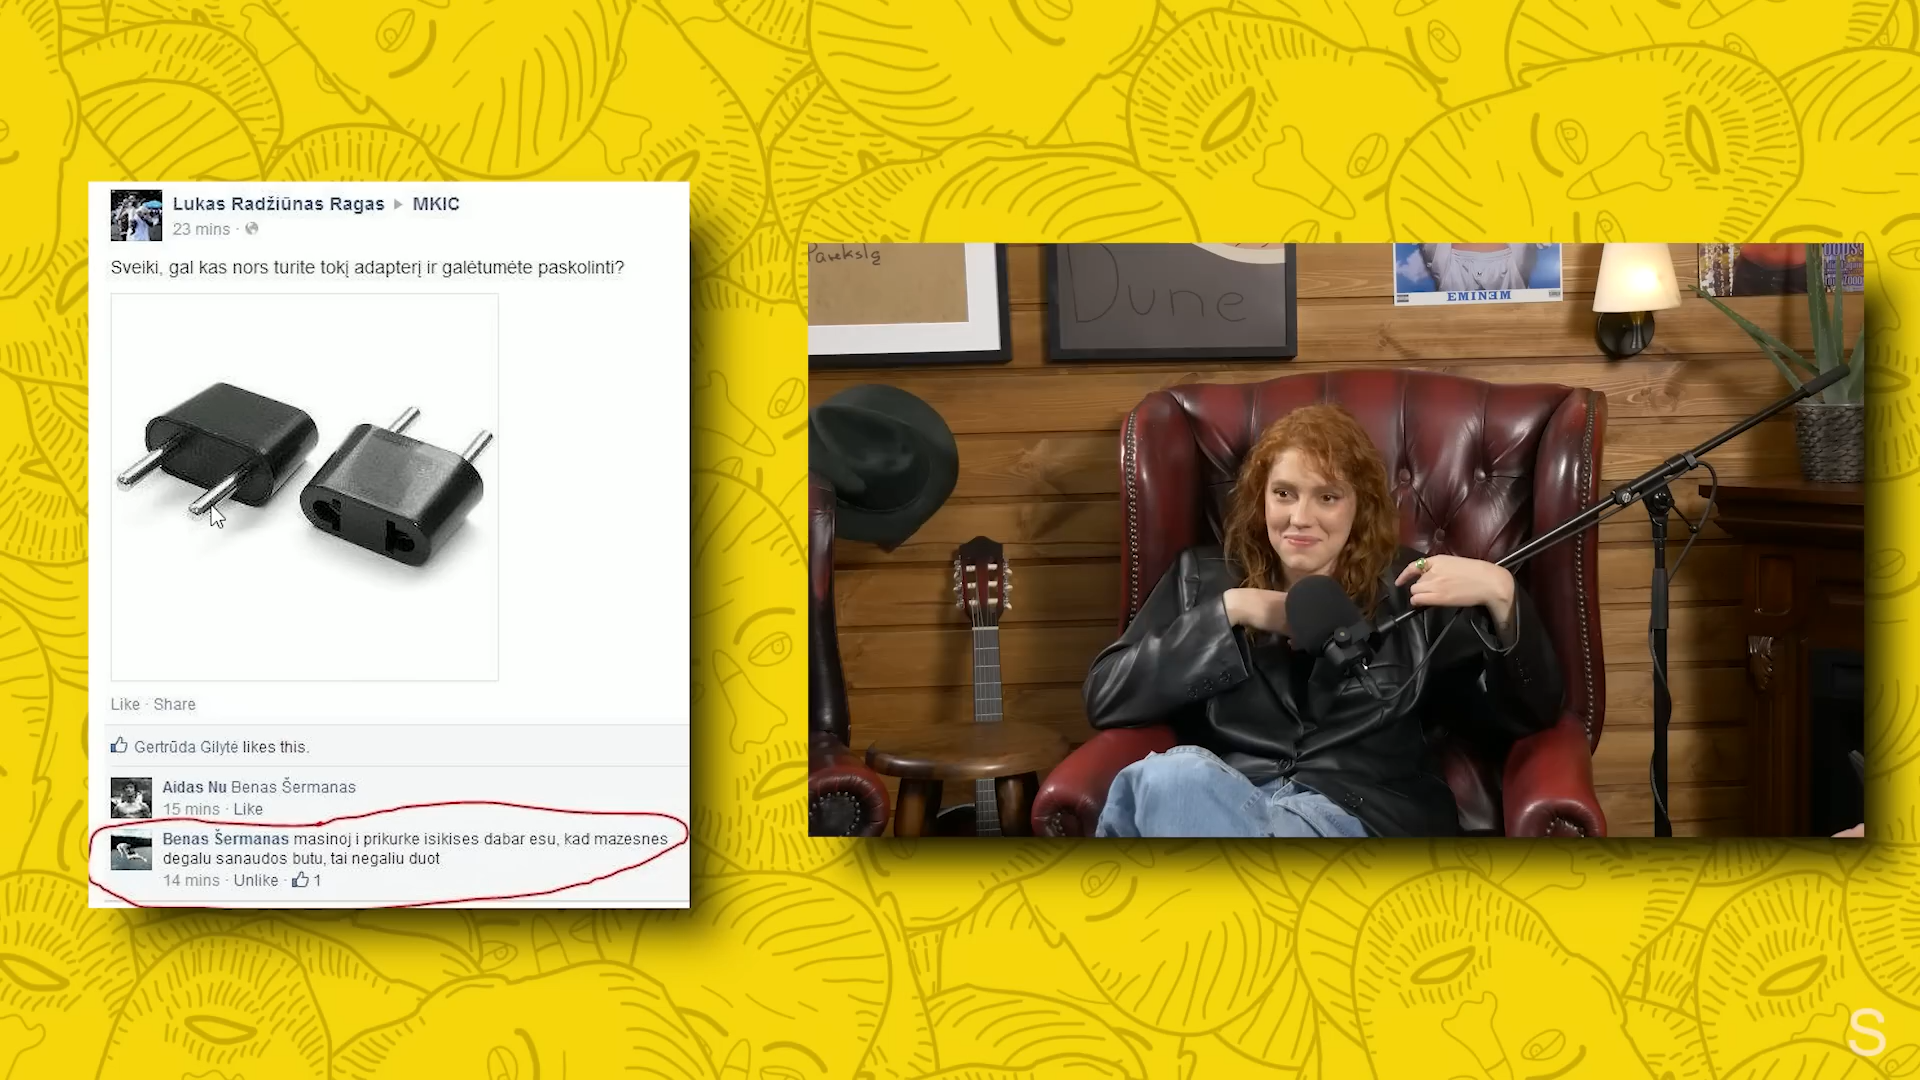 Lukas Radžiūnas Ragas ▸ MKIC
23 mins ·
Sveiki, gal kas nors turite tokį adapterį ir galėtumėte paskolinti?
Like · Share
Gertrūda Gilytė likes this.
Aidas Nu Benas Šermanas
15 mins · Like
Benas Šermanas masinoj i prikurke isikises dabar esu, kad mazesnes
degalu sanaudos butu, tai negaliu duot
14 mins · Unlike · 1
Dune
EMINEM
S